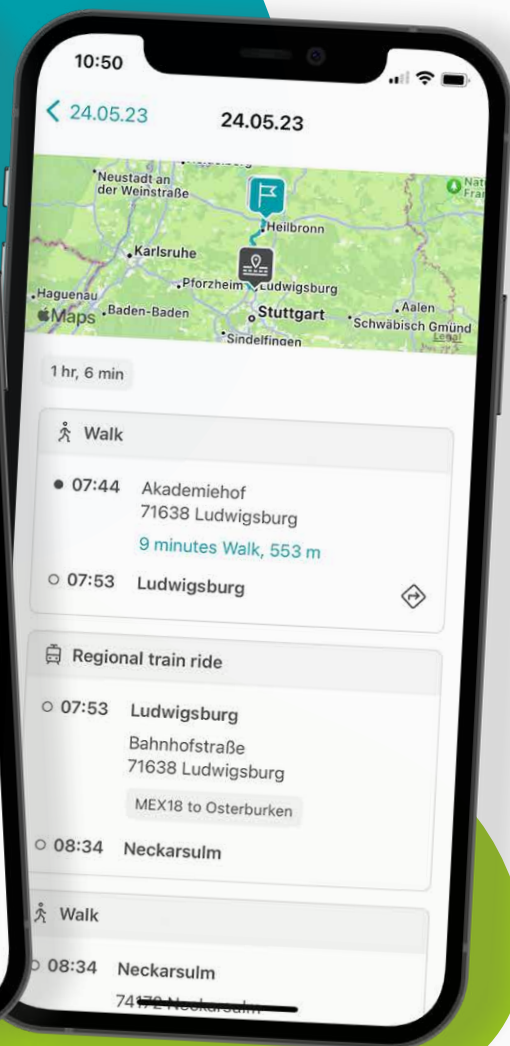 10:50
24.05.23
24.05.23
Neustadt an
der Weinstraße
Heilbronn
Karlsruhe
Pforzheim
Ludwigsburg
Haguenau
Maps
Baden-Baden
Stuttgart
Aalen
Schwäbisch Gmünd
Sindelfingen
Legal
1 hr, 6 min
Walk
07:44 Akademiehof
71638 Ludwigsburg
9 minutes Walk, 553 m
07:53 Ludwigsburg
Regional train ride
07:53 Ludwigsburg
Bahnhofstraße
71638 Ludwigsburg
MEX18 to Osterburken
08:34 Neckarsulm
Walk
08:34 Neckarsulm
74172 Neckarsulm